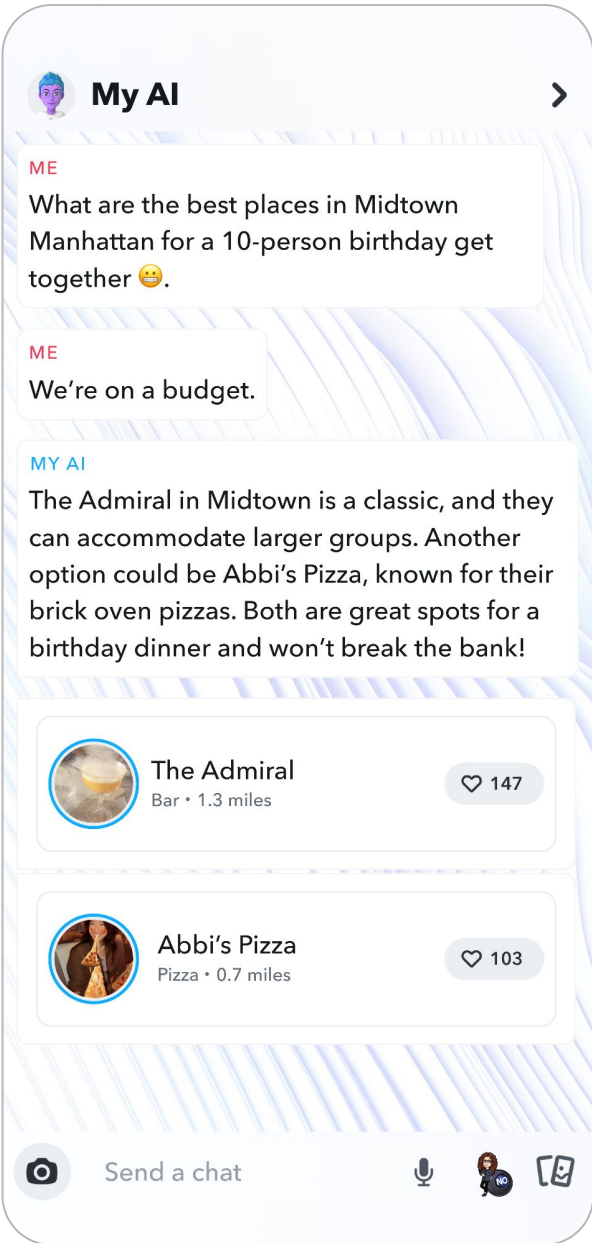 My AI
ME
What are the best places in Midtown
Manhattan for a 10-person birthday get
together 😬.
ME
We’re on a budget.
MY AI
The Admiral in Midtown is a classic, and they
can accommodate larger groups. Another
option could be Abbi’s Pizza, known for their
brick oven pizzas. Both are great spots for a
birthday dinner and won’t break the bank!
The Admiral
Bar • 1.3 miles
147
Abbi’s Pizza
Pizza • 0.7 miles
103
Send a chat
NO